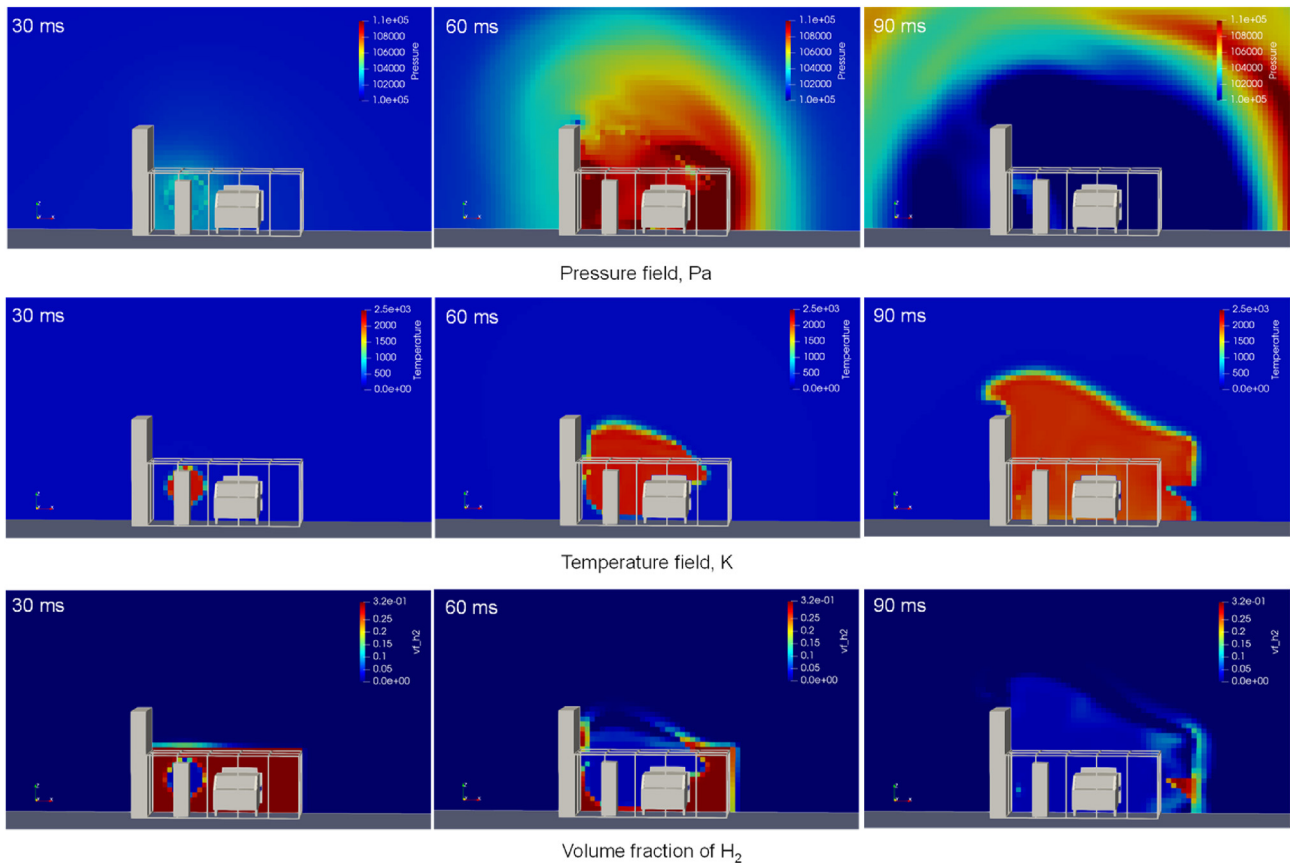 30 ms
1.1e+05
108000
106000
104000
102000
1.0e+05
Pressure
60 ms
1.1e+05
108000
106000
104000
102000
1.0e+05
Pressure
90 ms
1.1e+05
108000
106000
104000
102000
1.0e+05
Pressure
Pressure field, Pa
30 ms
2.5e+03
2000
1500
1000
500
0.0e+00
Temperature
60 ms
2.5e+03
2000
1500
1000
500
0.0e+00
Temperature
90 ms
2.5e+03
2000
1500
1000
500
0.0e+00
Temperature
Temperature field, K
30 ms
3.2e-01
0.25
0.2
0.15
0.1
0.05
0.0e+00
vf_h2
60 ms
3.2e-01
0.25
0.2
0.15
0.1
0.05
0.0e+00
vf_h2
90 ms
3.2e-01
0.25
0.2
0.15
0.1
0.05
0.0e+00
vf_h2
Volume fraction of H₂